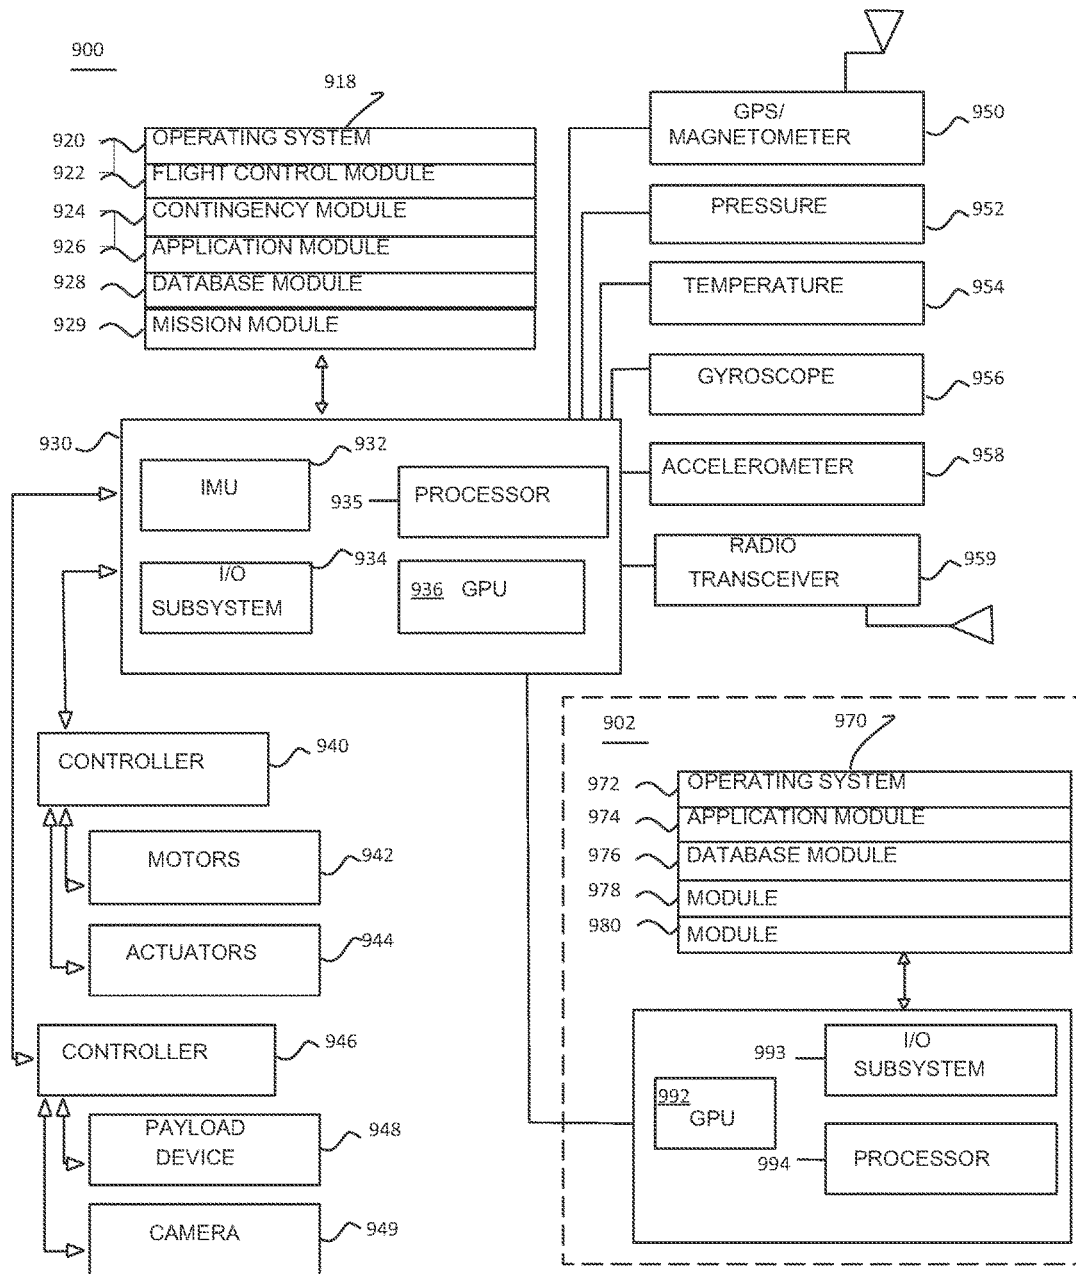 900
918
920 OPERATING SYSTEM
922 FLIGHT CONTROL MODULE
924 CONTINGENCY MODULE
926 APPLICATION MODULE
928 DATABASE MODULE
929 MISSION MODULE
GPS/
MAGNETOMETER 950
PRESSURE 952
TEMPERATURE 954
GYROSCOPE 956
ACCELEROMETER 958
RADIO
TRANSCEIVER 959
930
IMU 932
935 PROCESSOR
I/O
SUBSYSTEM 934
936 GPU
CONTROLLER 940
MOTORS 942
ACTUATORS 944
CONTROLLER 946
PAYLOAD
DEVICE 948
CAMERA 949
902
970
972 OPERATING SYSTEM
974 APPLICATION MODULE
976 DATABASE MODULE
978 MODULE
980 MODULE
993 I/O
SUBSYSTEM
992
GPU
994 PROCESSOR